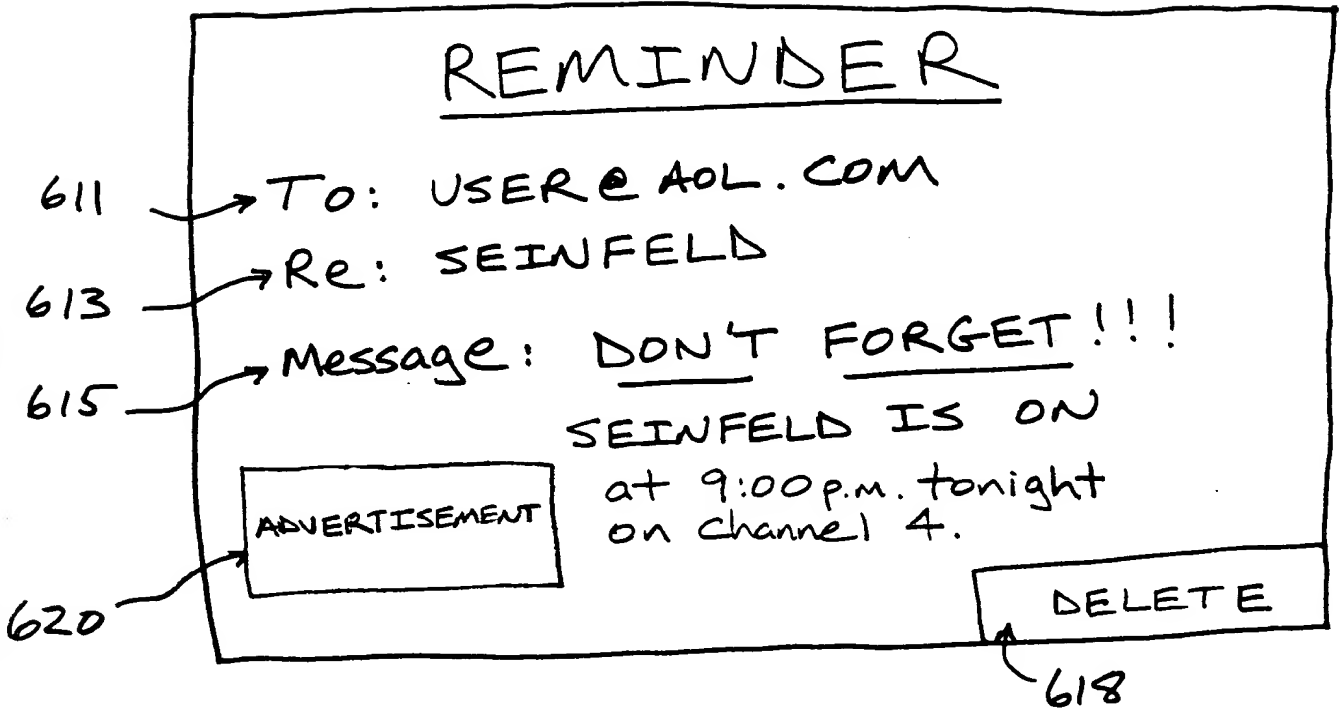 REMINDER
611 To: USER@AOL.COM
613 Re: SEINFELD
615 Message: DON'T FORGET!!!
SEINFELD IS ON
at 9:00p.m. tonight
on channel 4.
ADVERTISEMENT
620
DELETE
618